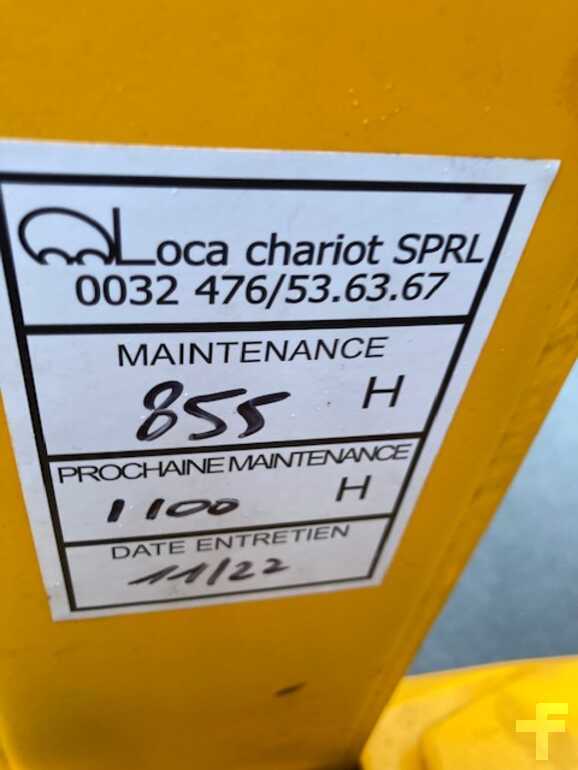 Loca chariot SPRL
0032 476/53.63.67
MAINTENANCE
855 H
PROCHAINE MAINTENANCE
1100 H
DATE ENTRETIEN
11/22